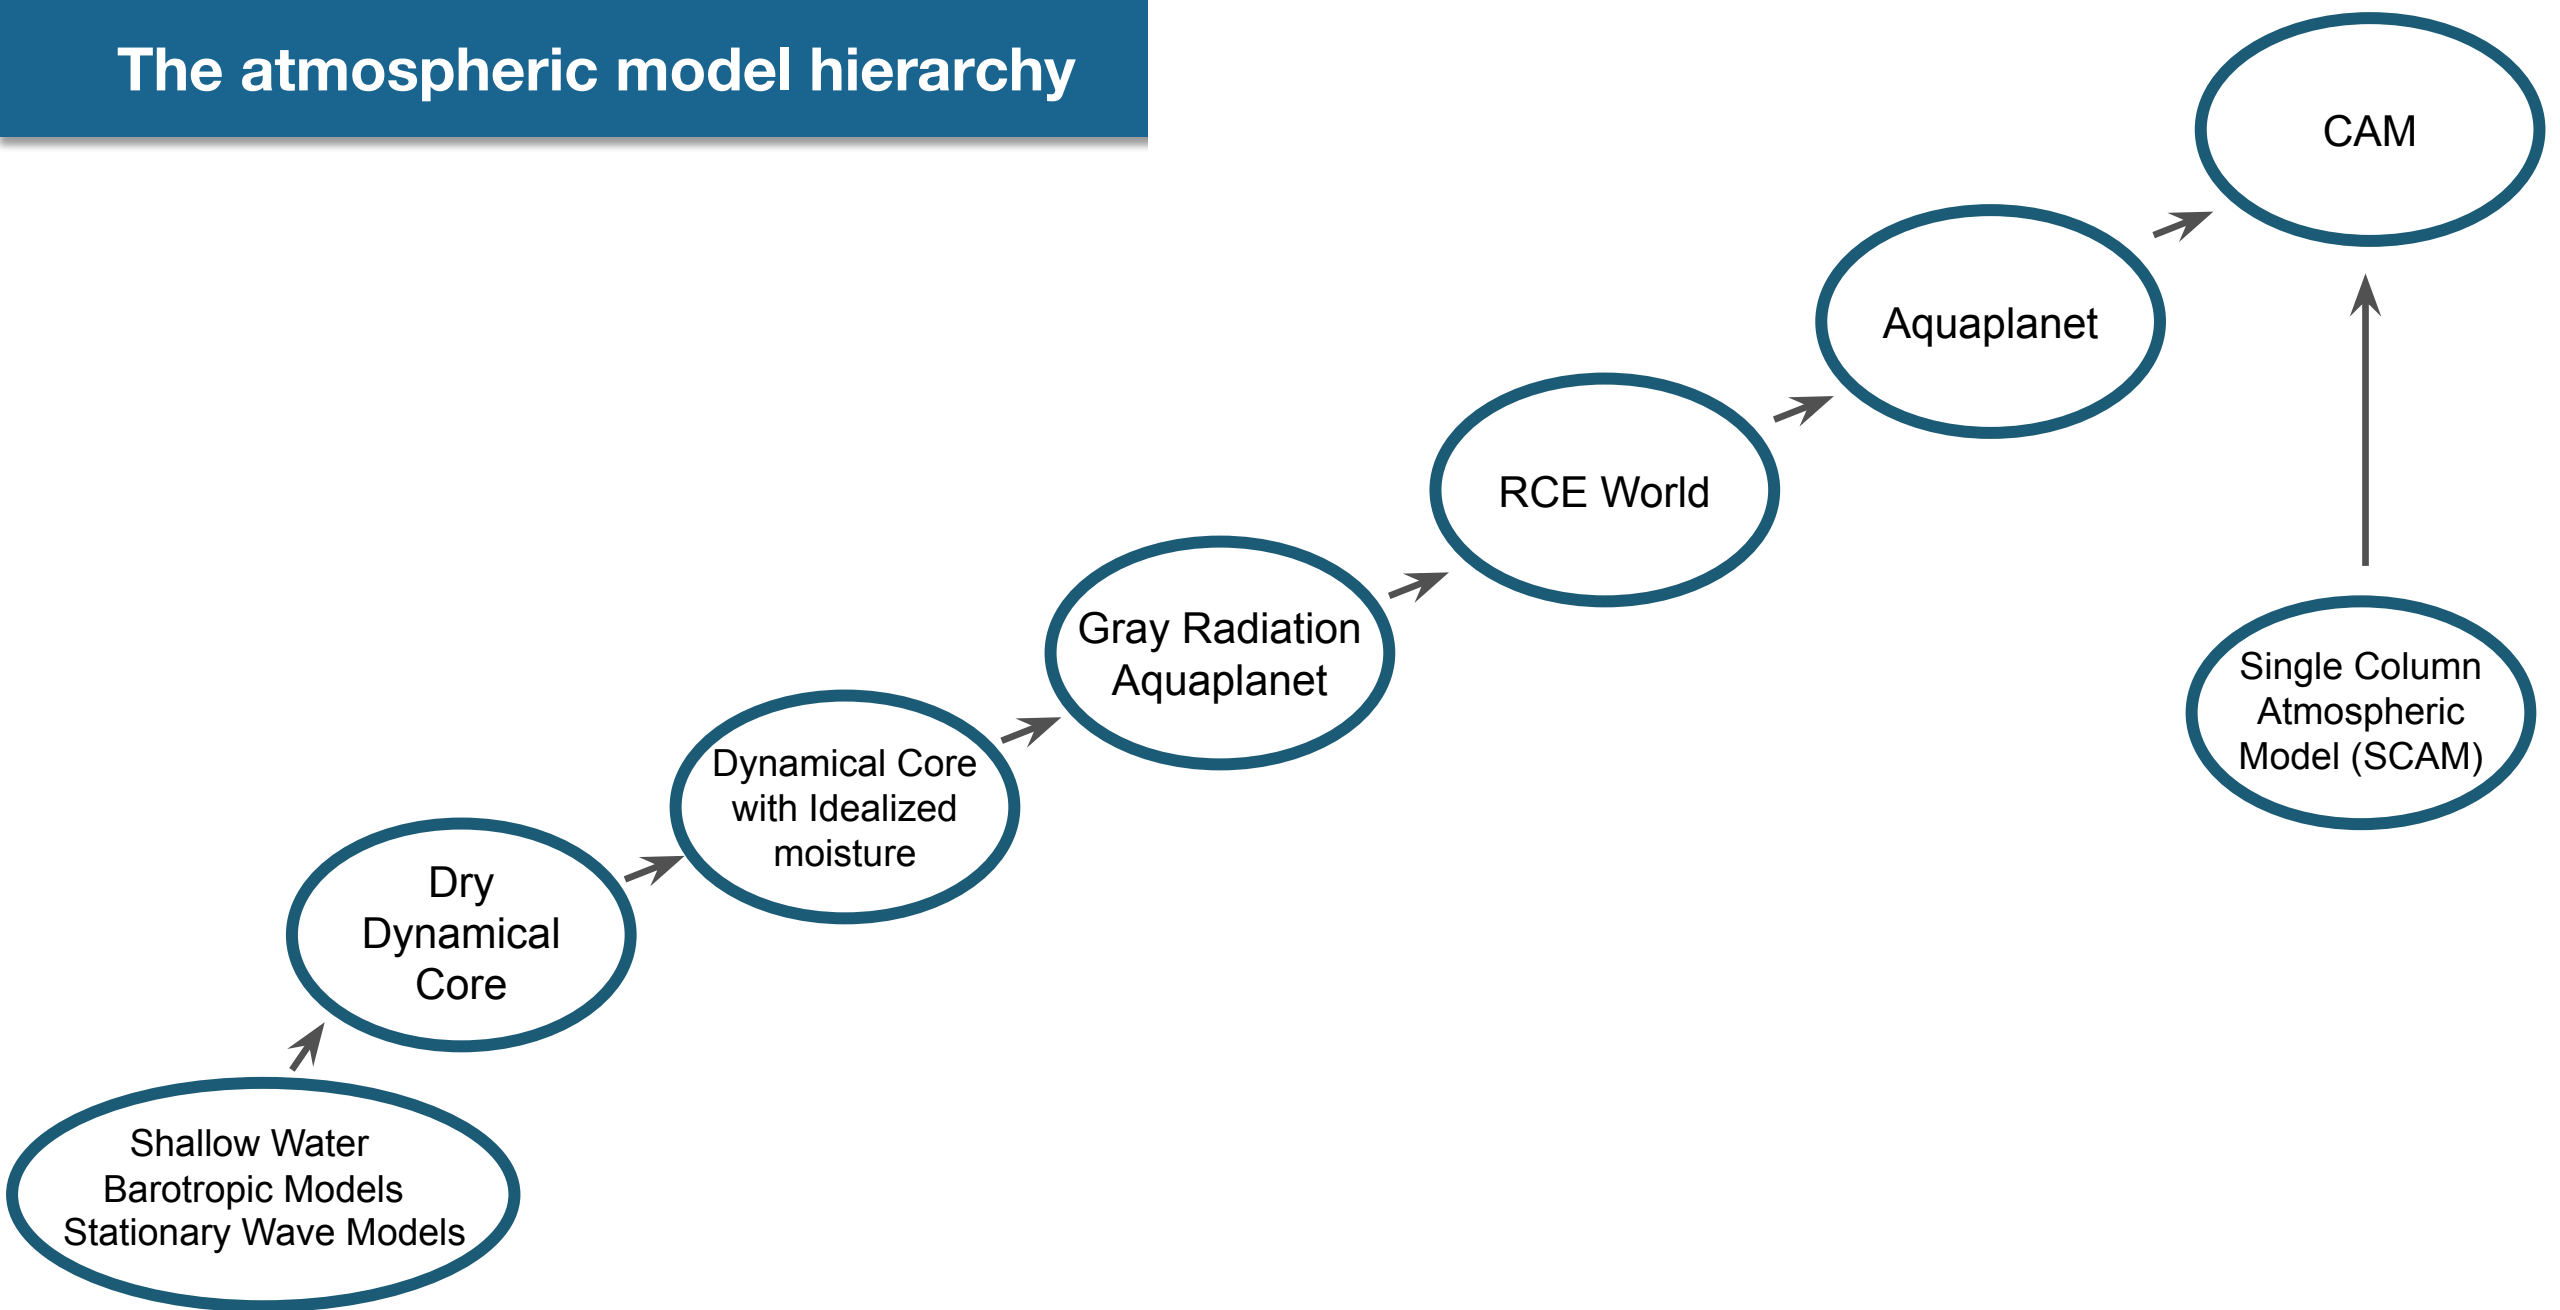 The atmospheric model hierarchy
CAM
Aquaplanet
RCE World
Gray Radiation
Aquaplanet
Single Column
Atmospheric
Model (SCAM)
Dynamical Core
with Idealized
moisture
Dry
Dynamical
Core
Shallow Water
Barotropic Models
Stationary Wave Models